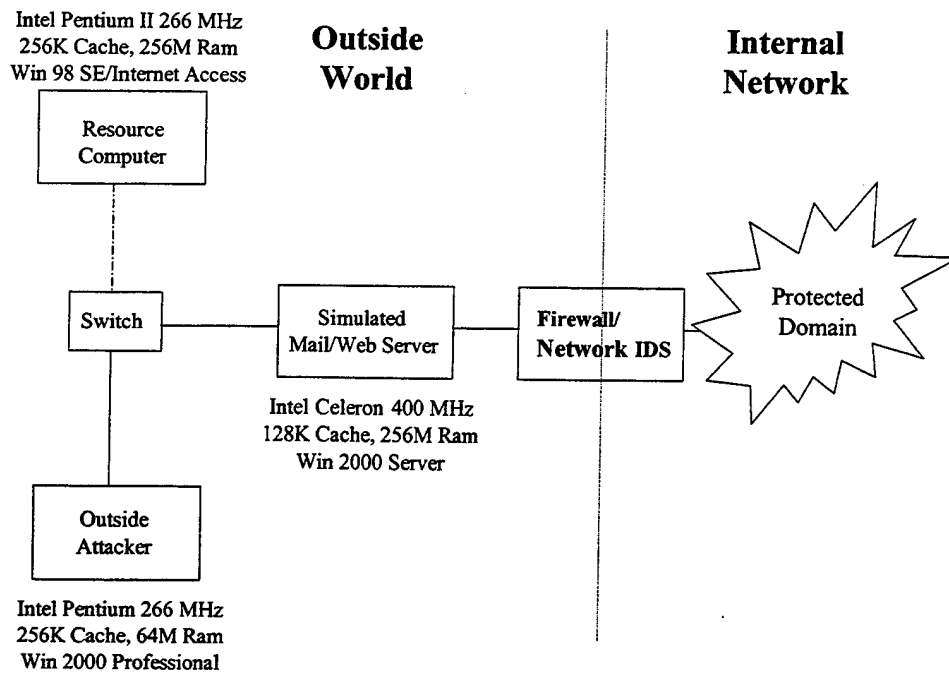 Intel Pentium II 266 MHz
256K Cache, 256M Ram
Win 98 SE/Internet Access
Outside
World
Internal
Network
Resource
Computer
Switch
Simulated
Mail/Web Server
Firewall/
Network IDS
Protected
Domain
Intel Celeron 400 MHz
128K Cache, 256M Ram
Win 2000 Server
Outside
Attacker
Intel Pentium 266 MHz
256K Cache, 64M Ram
Win 2000 Professional